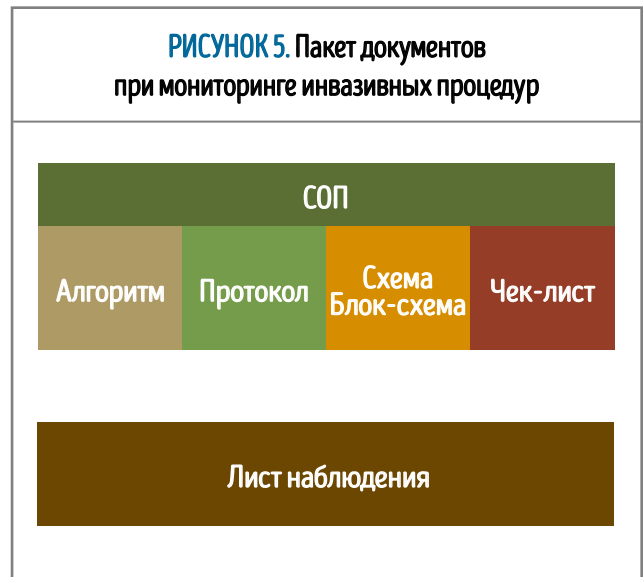 РИСУНОК 5. Пакет документов
при мониторинге инвазивных процедур
СОП
Алгоритм
Протокол
Схема
Блок-схема
Чек-лист
Лист наблюдения